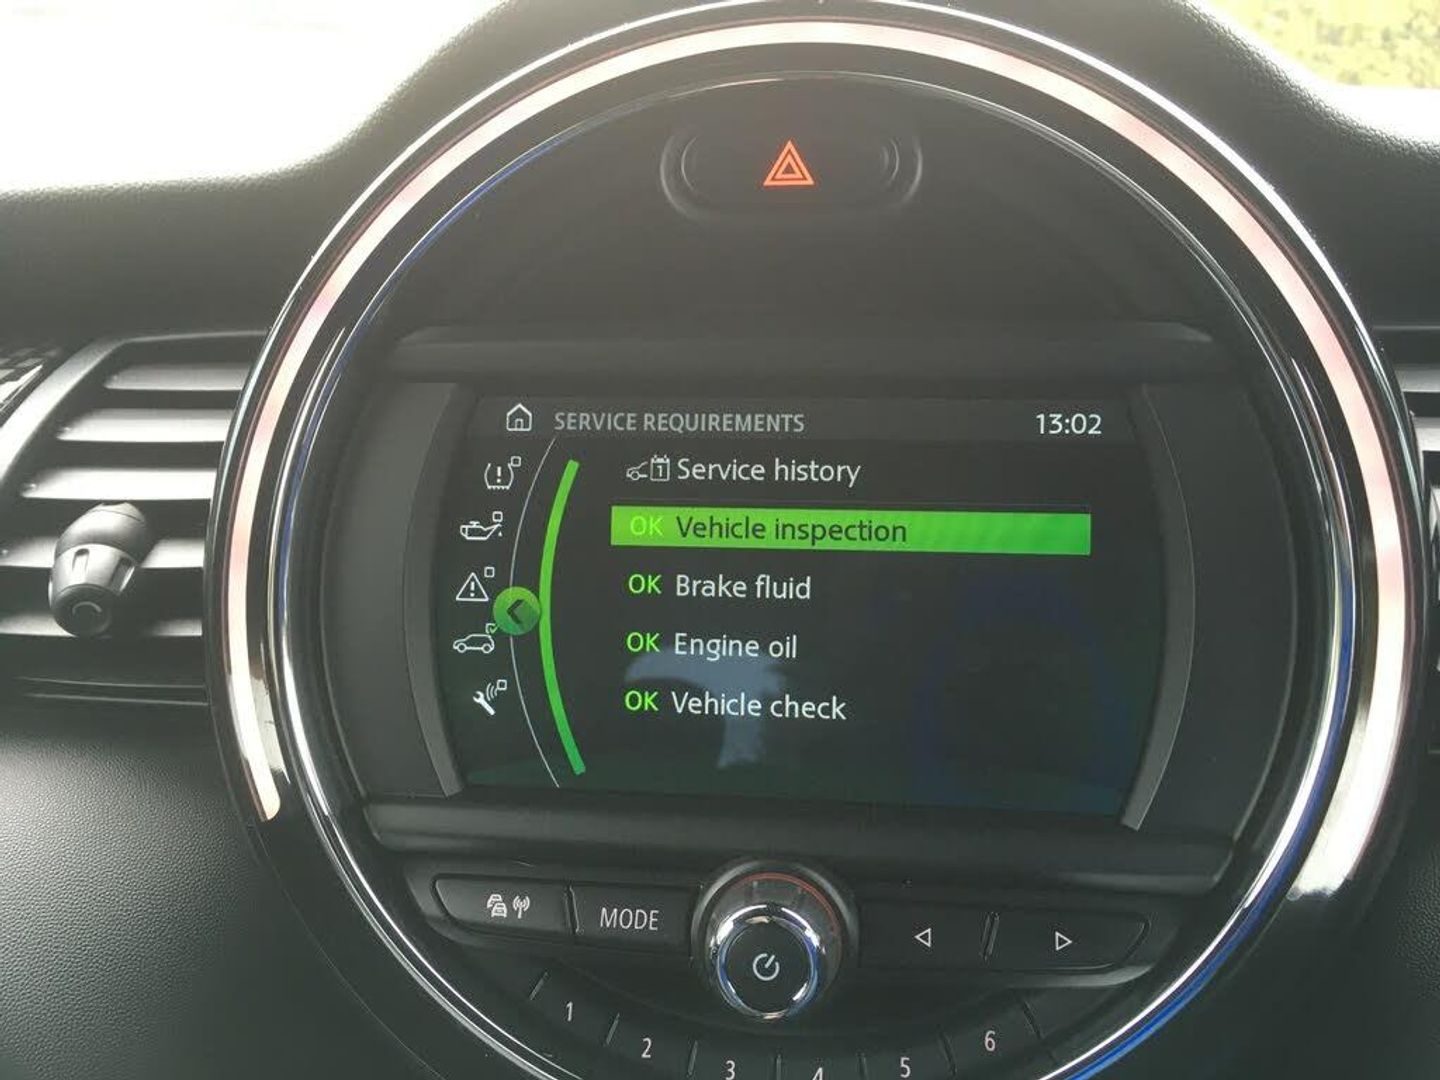 SERVICE REQUIREMENTS 13:02
1 Service history
OK Vehicle inspection
OK Brake fluid
OK Engine oil
OK Vehicle check
MODE
1 2 3 4 5 6